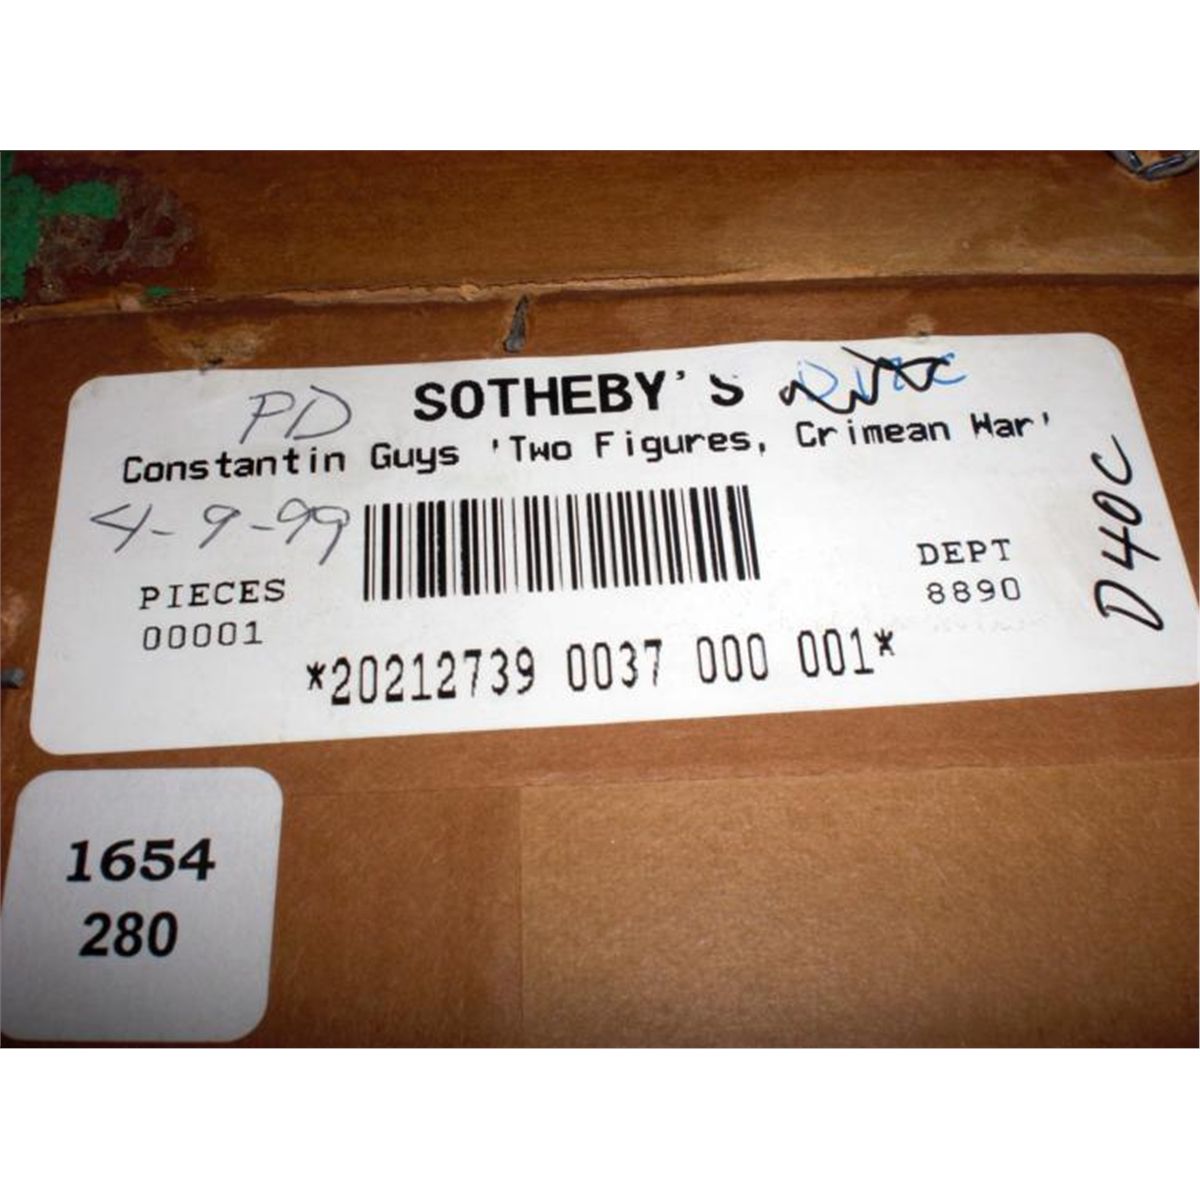 PD SOTHEBY'S
Constantin Guys 'Two Figures, Crimean War'
4-9-99
PIECES
00001
DEPT
8890
D40C
*20212739 0037 000 001*
1654
280